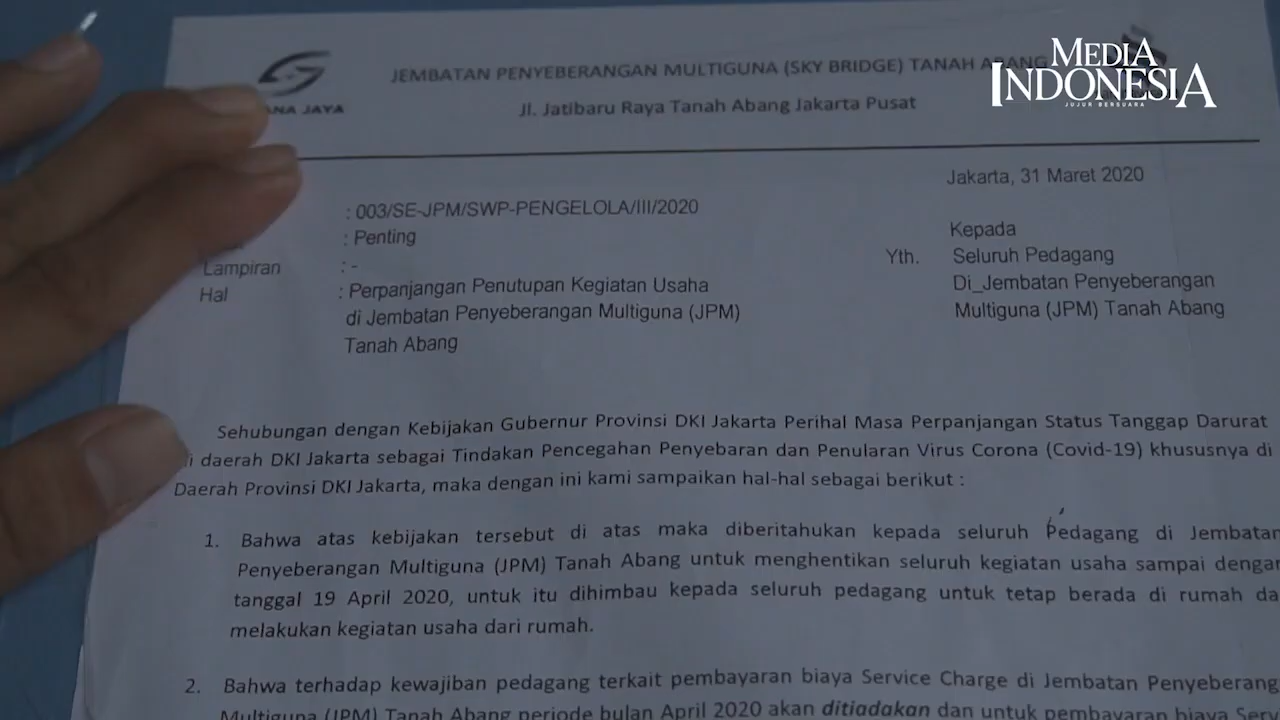 JEMBATAN PENYEBERANGAN MULTIGUNA (SKY BRIDGE) TANAH ABANG
MEDIA
INDONESIA
JUJUR BERSUARA
ANA JAYA
Jl. Jatibaru Raya Tanah Abang Jakarta Pusat
Jakarta, 31 Maret 2020
: 003/SE-JPM/SWP-PENGELOLA/III/2020
: Penting
Lampiran : -
Hal : Perpanjangan Penutupan Kegiatan Usaha
di Jembatan Penyeberangan Multiguna (JPM)
Tanah Abang
Kepada
Yth. Seluruh Pedagang
Di_Jembatan Penyeberangan
Multiguna (JPM) Tanah Abang
Sehubungan dengan Kebijakan Gubernur Provinsi DKI Jakarta Perihal Masa Perpanjangan Status Tanggap Darurat
di daerah DKI Jakarta sebagai Tindakan Pencegahan Penyebaran dan Penularan Virus Corona (Covid-19) khususnya di
Daerah Provinsi DKI Jakarta, maka dengan ini kami sampaikan hal-hal sebagai berikut :
1. Bahwa atas kebijakan tersebut di atas maka diberitahukan kepada seluruh Pedagang di Jembatan
Penyeberangan Multiguna (JPM) Tanah Abang untuk menghentikan seluruh kegiatan usaha sampai dengan
tanggal 19 April 2020, untuk itu dihimbau kepada seluruh pedagang untuk tetap berada di rumah da
melakukan kegiatan usaha dari rumah.
2. Bahwa terhadap kewajiban pedagang terkait pembayaran biaya Service Charge di Jembatan Penyeberang
Multiguna (JPM) Tanah Abang periode bulan April 2020 akan ditiadakan dan untuk pembayaran biaya Serv